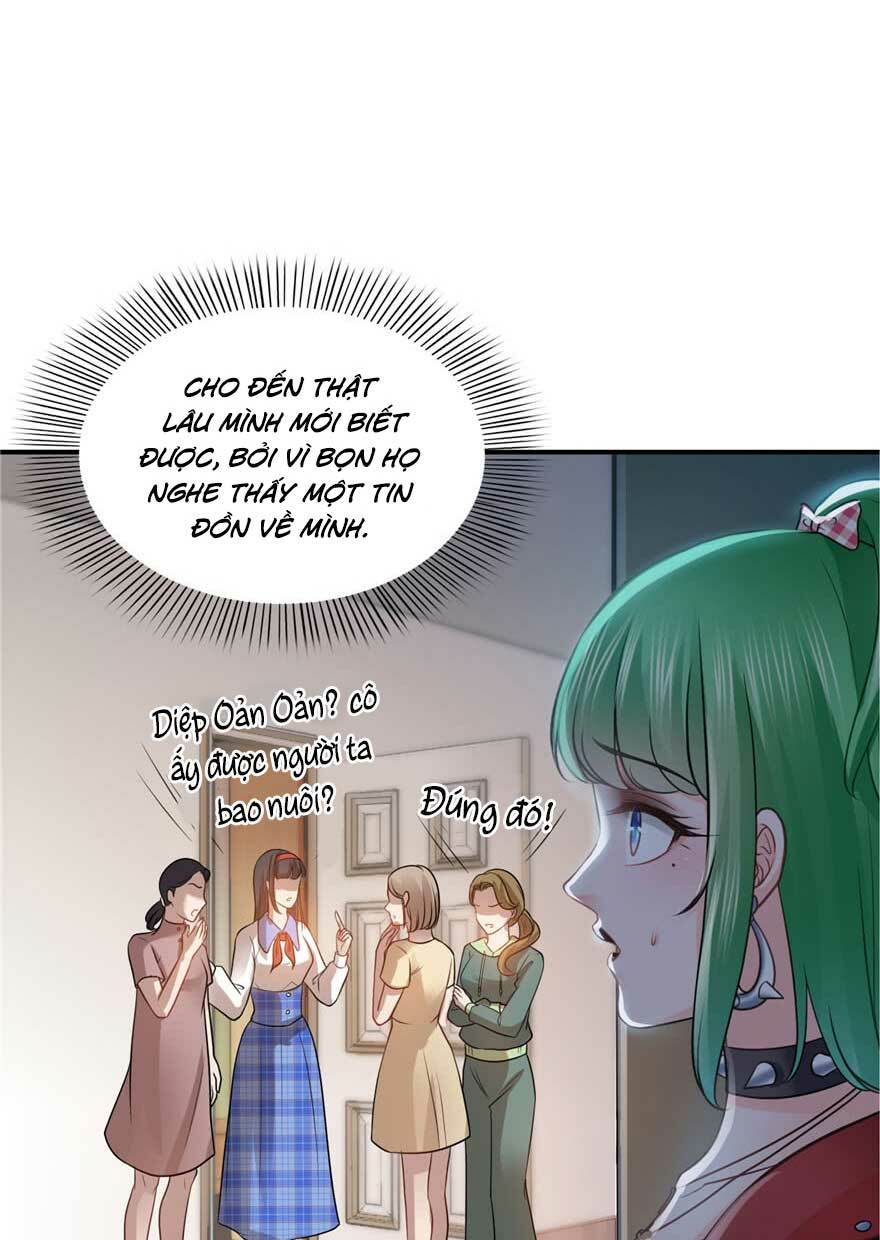 CHO ĐẾN THẬT
LÂU MÌNH MỚI BIẾT
ĐƯỢC, BỞI VÌ BỌN HỌ
NGHE THẤY MỘT TIN
ĐỒN VỀ MÌNH.
Diệp Oản Oản? cô
ấy được người ta
bao nuôi?
Đúng đó!